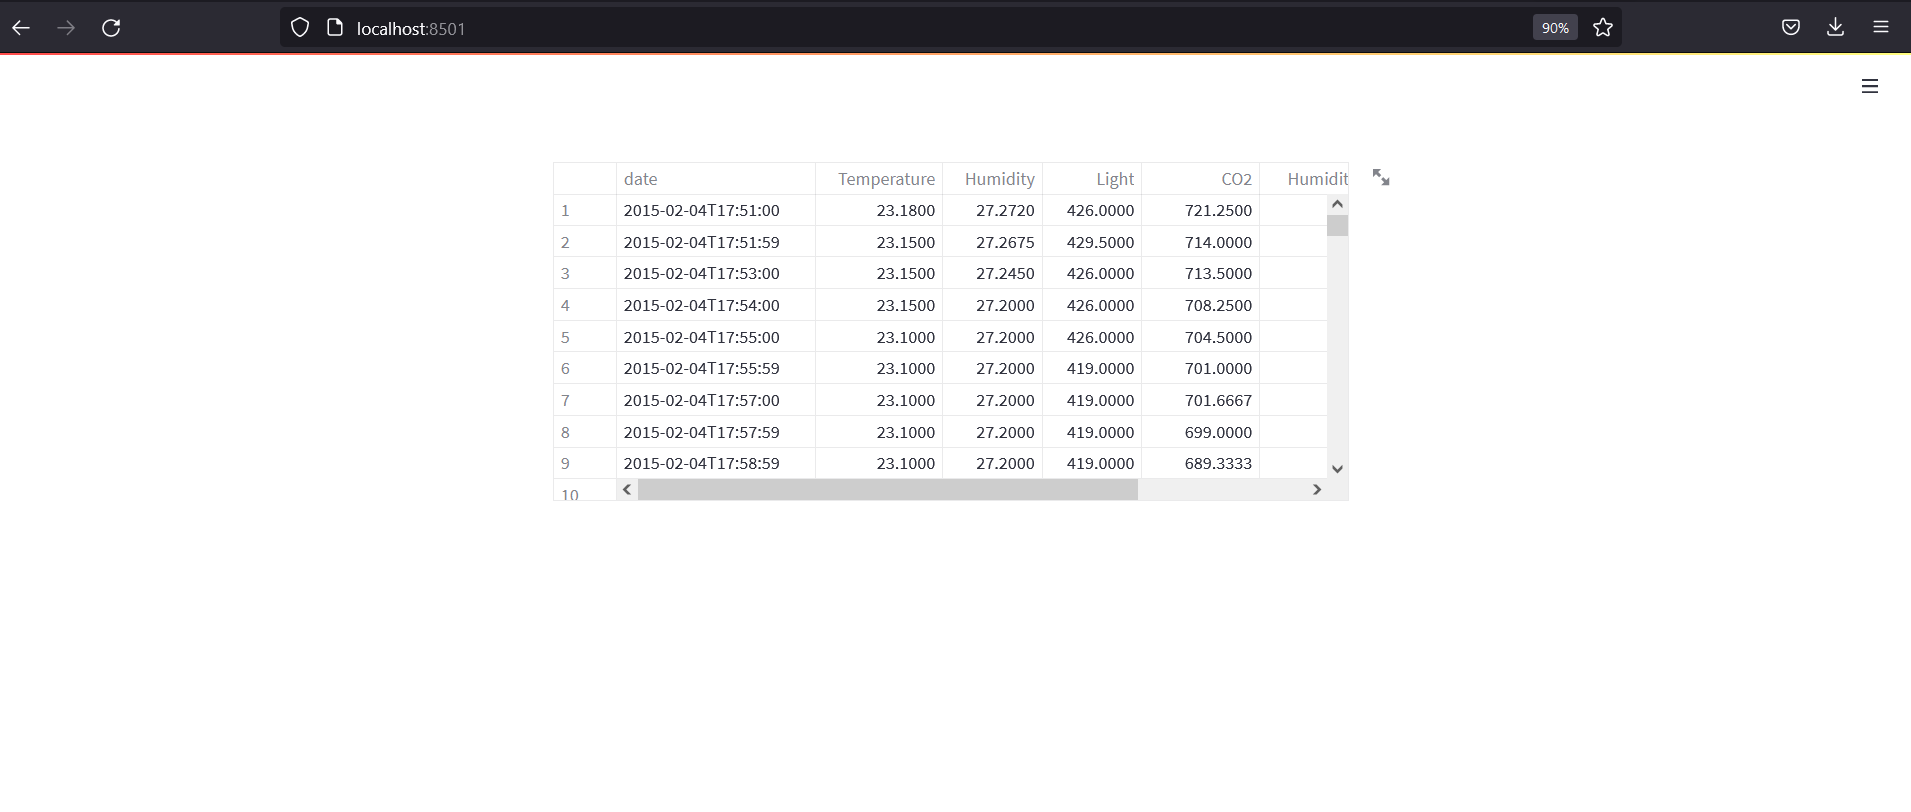 localhost:8501 90%
date Temperature Humidity Light CO2 Humidit
1 2015-02-04T17:51:00 23.1800 27.2720 426.0000 721.2500
2 2015-02-04T17:51:59 23.1500 27.2675 429.5000 714.0000
3 2015-02-04T17:53:00 23.1500 27.2450 426.0000 713.5000
4 2015-02-04T17:54:00 23.1500 27.2000 426.0000 708.2500
5 2015-02-04T17:55:00 23.1000 27.2000 426.0000 704.5000
6 2015-02-04T17:55:59 23.1000 27.2000 419.0000 701.0000
7 2015-02-04T17:57:00 23.1000 27.2000 419.0000 701.6667
8 2015-02-04T17:57:59 23.1000 27.2000 419.0000 699.0000
9 2015-02-04T17:58:59 23.1000 27.2000 419.0000 689.3333
10